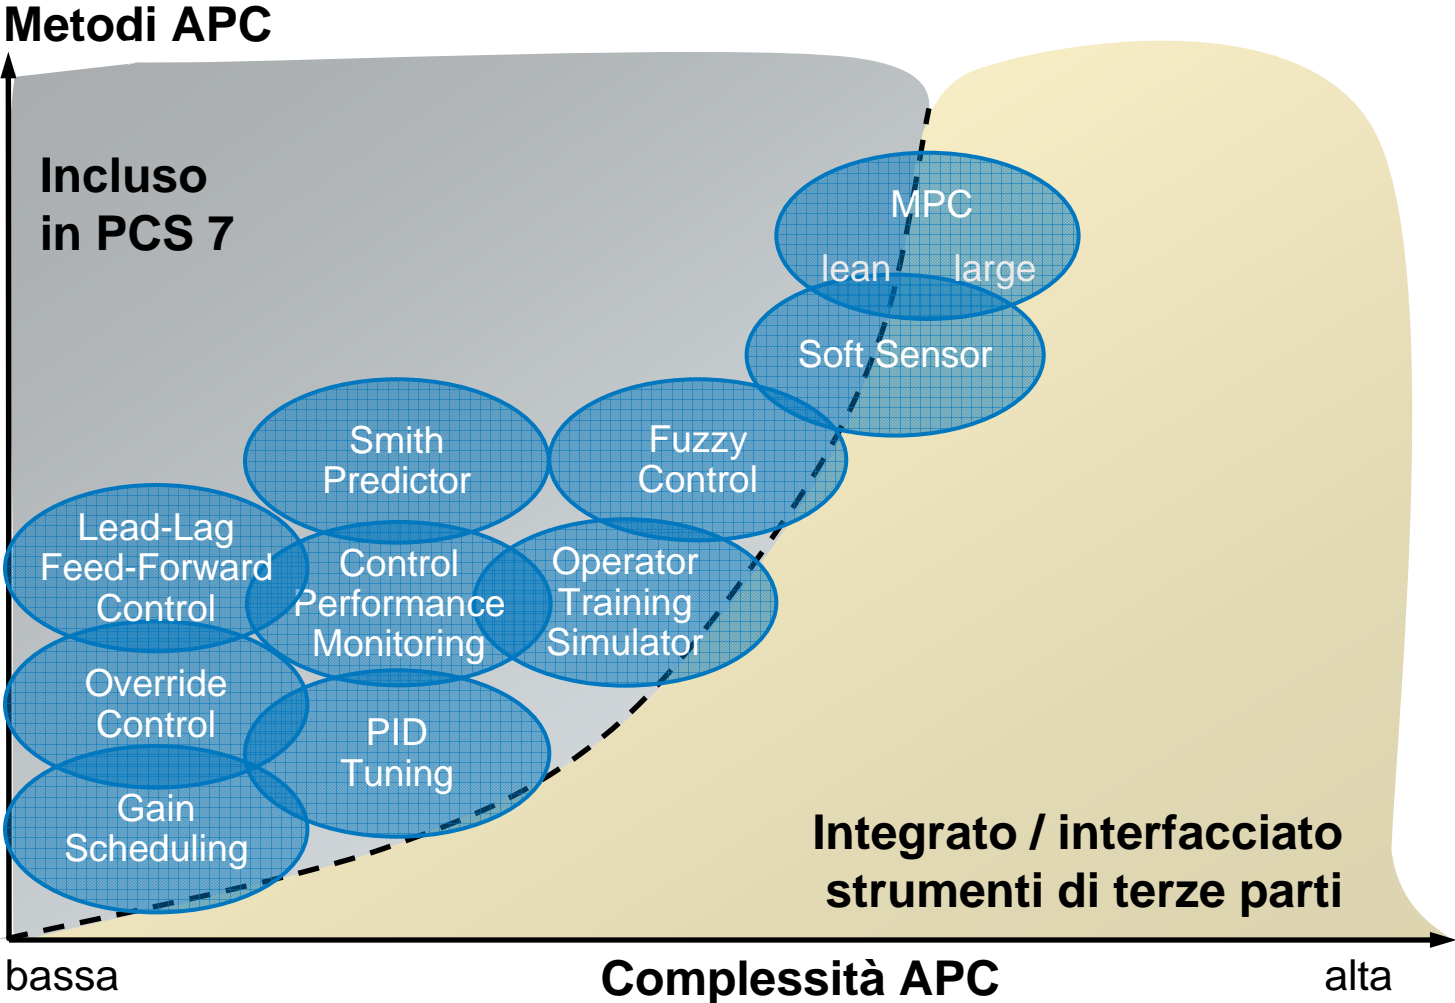 Metodi APC
Incluso
in PCS 7
MPC
lean large
Soft Sensor
Smith
Predictor
Fuzzy
Control
Lead-Lag
Feed-Forward
Control
Control
Performance
Monitoring
Operator
Training
Simulator
Override
Control
PID
Tuning
Gain
Scheduling
Integrato / interfacciato
strumenti di terze parti
bassa
Complessità APC
alta